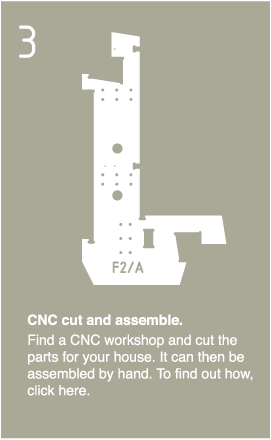 3
F2/A
CNC cut and assemble.
Find a CNC workshop and cut the
parts for your house. It can then be
assembled by hand. To find out how,
click here.